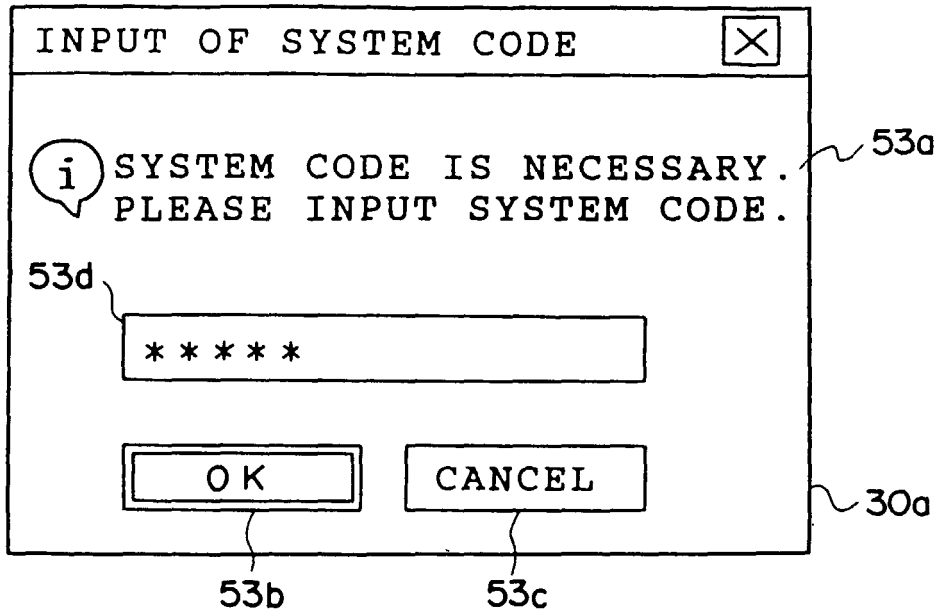 INPUT OF SYSTEM CODE
i
SYSTEM CODE IS NECESSARY.
PLEASE INPUT SYSTEM CODE.
53a
53d
*****
OK
CANCEL
30a
53b
53c